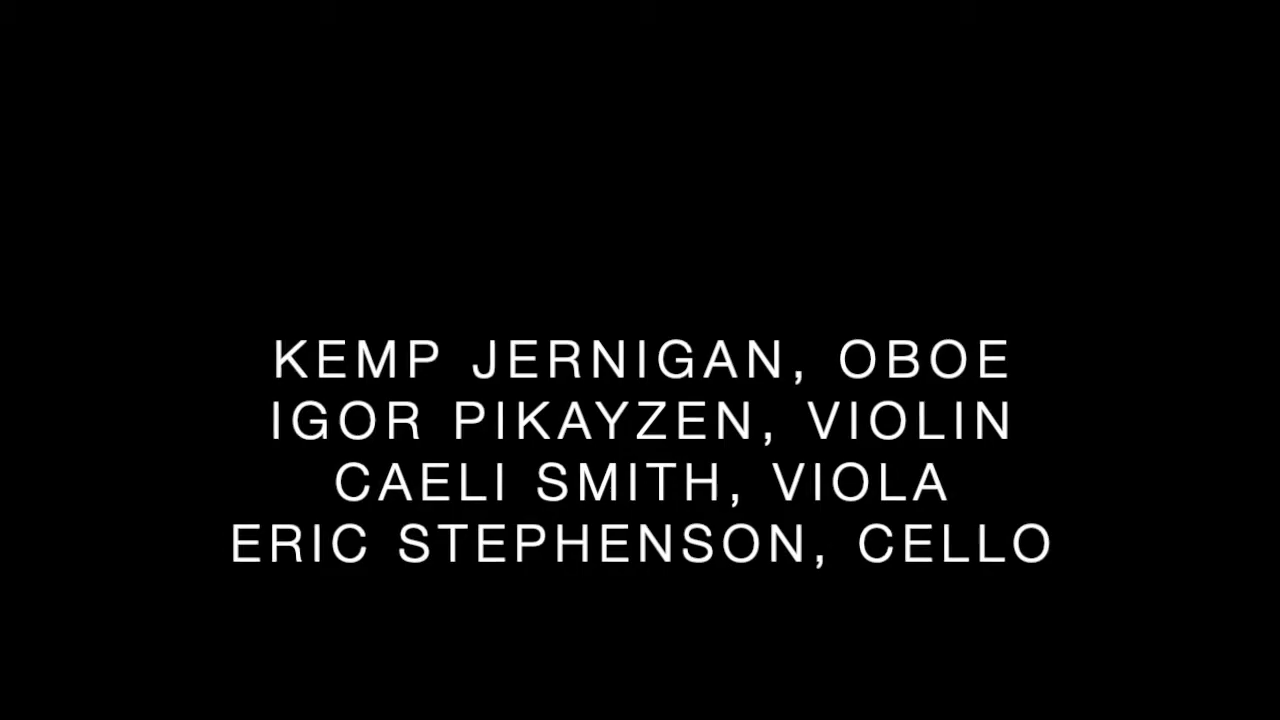 KEMP JERNIGAN, OBOE
IGOR PIKAYZEN, VIOLIN
CAELI SMITH, VIOLA
ERIC STEPHENSON, CELLO